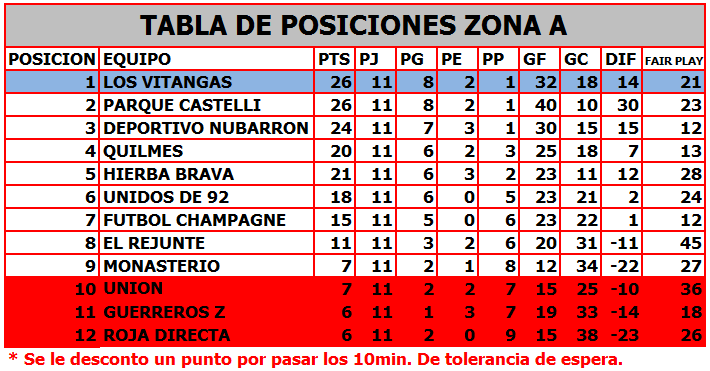 TABLA DE POSICIONES ZONA A
POSICION EQUIPO PTS PJ PG PE PP GF GC DIF FAIR PLAY
1 LOS VITANGAS 26 11 8 2 1 32 18 14 21
2 PARQUE CASTELLI 26 11 8 2 1 40 10 30 23
3 DEPORTIVO NUBARRON 24 11 7 3 1 30 15 15 12
4 QUILMES 20 11 6 2 3 25 18 7 13
5 HIERBA BRAVA 21 11 6 3 2 23 11 12 28
6 UNIDOS DE 92 18 11 6 0 5 23 21 2 24
7 FUTBOL CHAMPAGNE 15 11 5 0 6 23 22 1 12
8 EL REJUNTE 11 11 3 2 6 20 31 -11 45
9 MONASTERIO 7 11 2 1 8 12 34 -22 27
10 UNION 7 11 2 2 7 15 25 -10 36
11 GUERREROS Z 6 11 1 3 7 19 33 -14 18
12 ROJA DIRECTA 6 11 2 0 9 15 38 -23 26
* Se le desconto un punto por pasar los 10min. De tolerancia de espera.